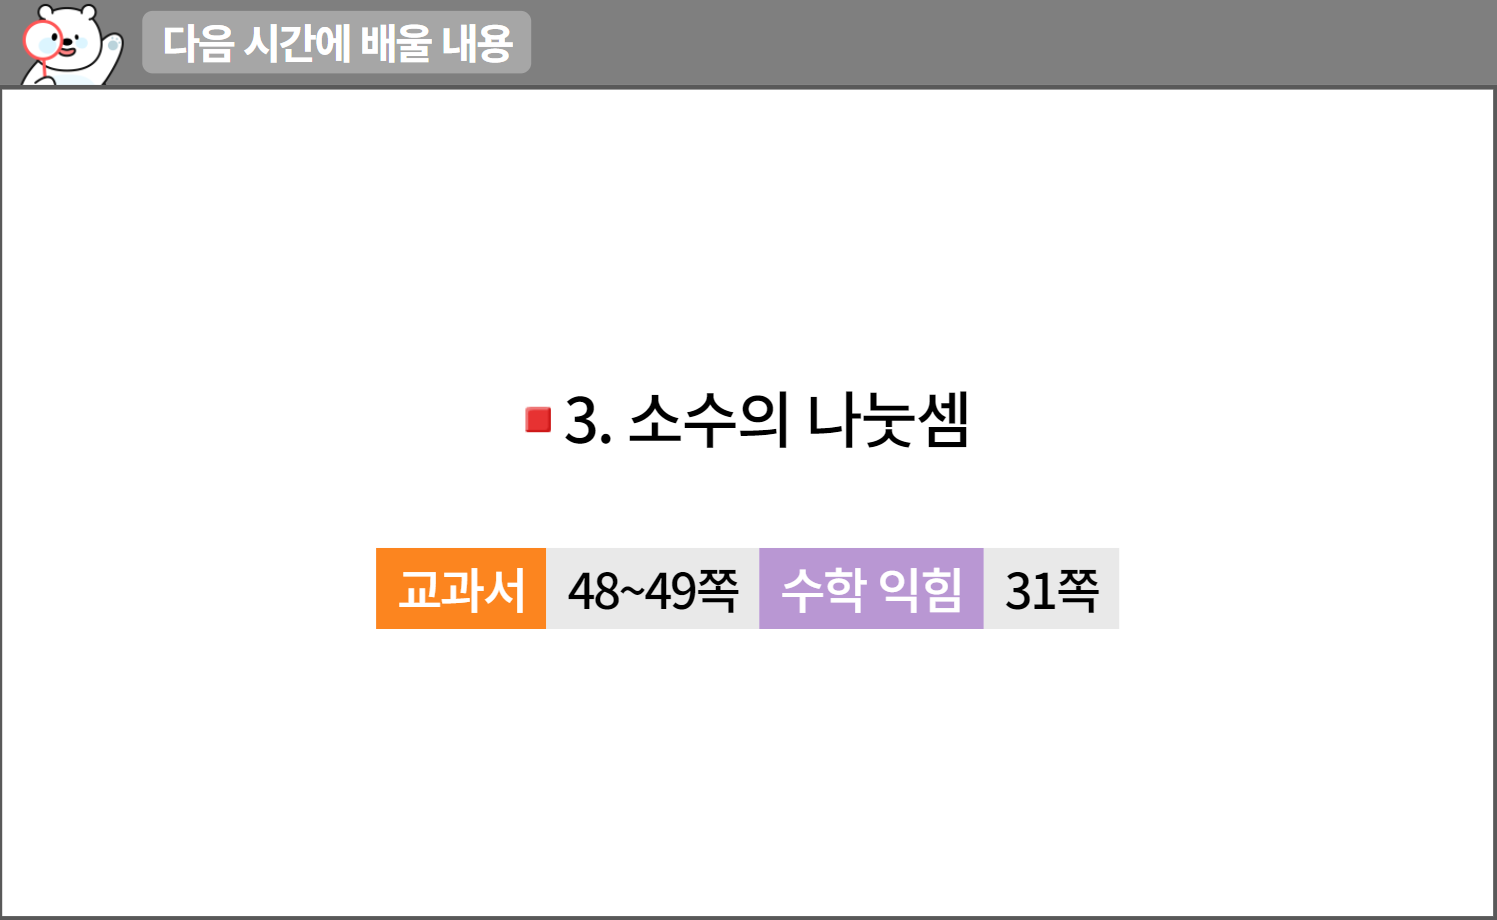 다음 시간에 배울 내용
3. 소수의 나눗셈
교과서 48~49쪽 수학 익힘 31쪽